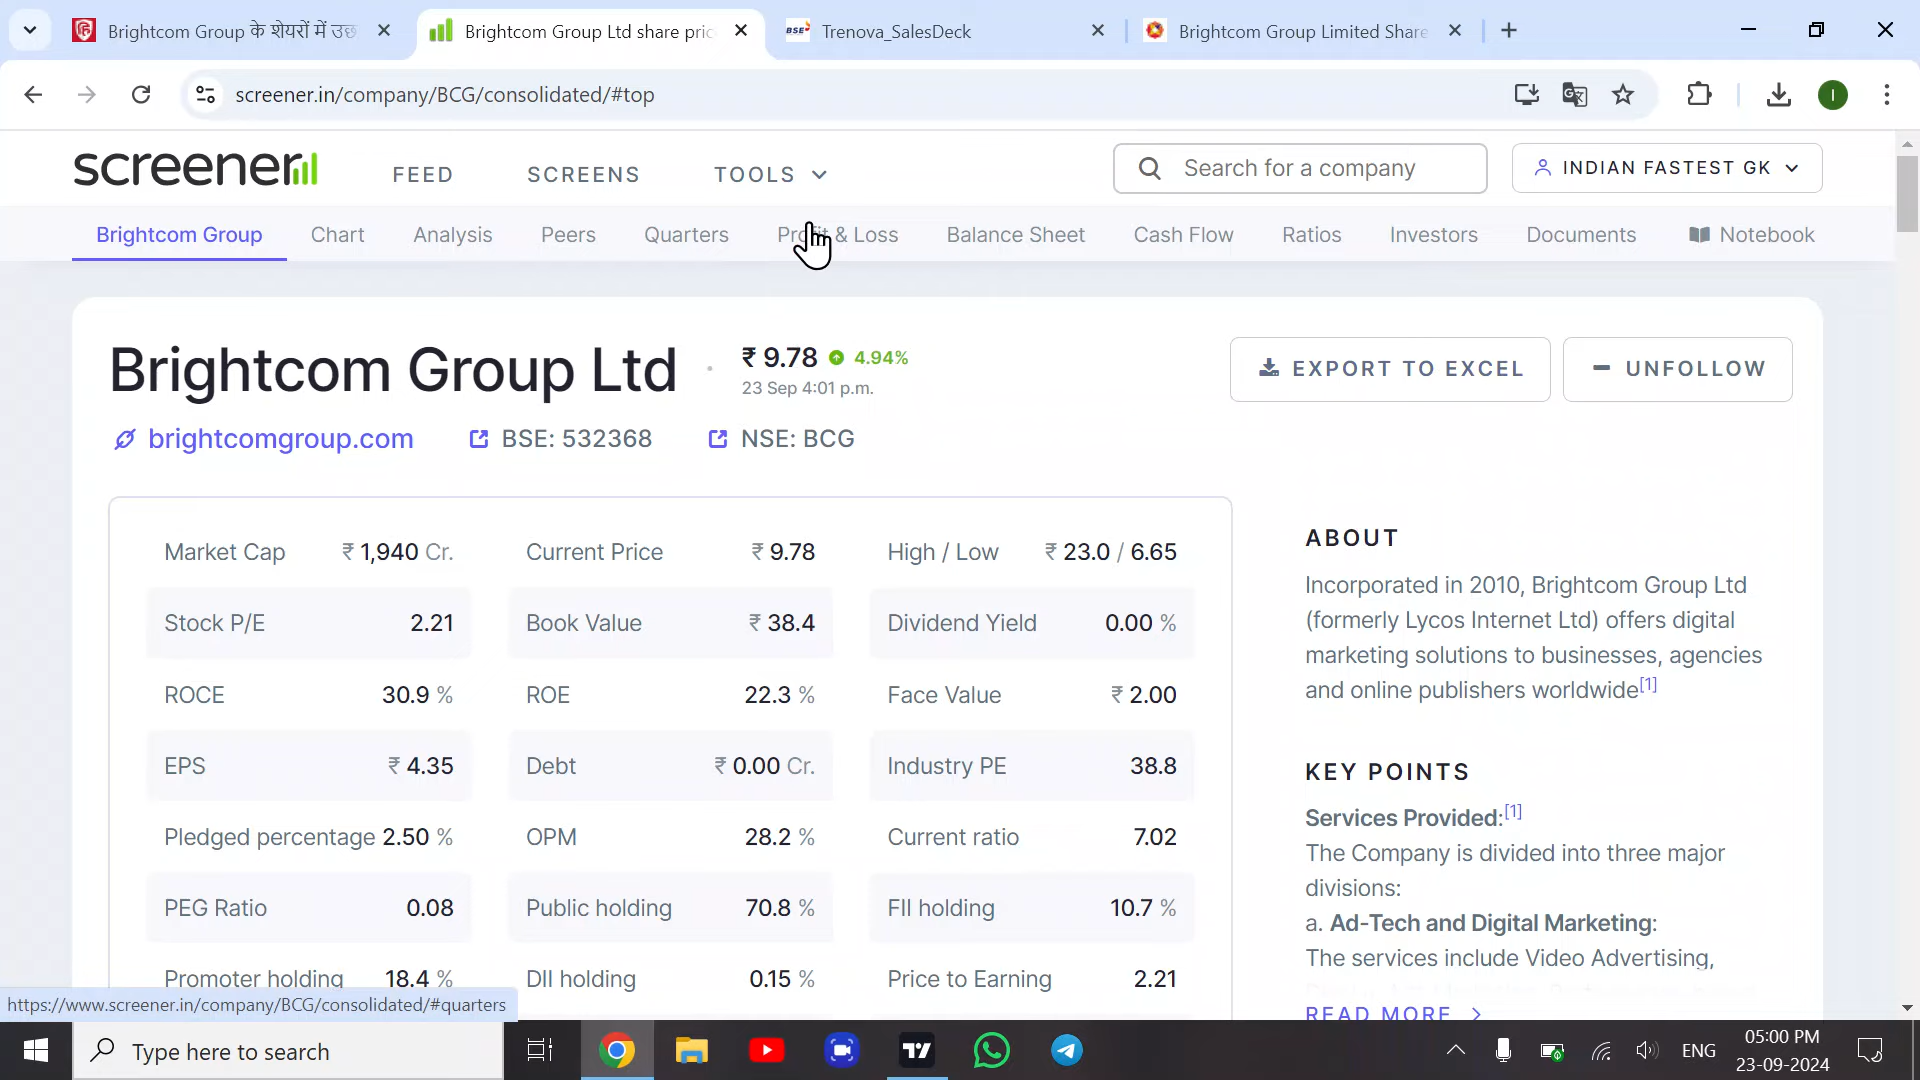 Brightcom Group के शेयरों में उछ
Brightcom Group Ltd share pric
BSE
Trenova_SalesDeck
Brightcom Group Limited Share
screener.in/company/BCG/consolidated/#top
I
screener
FEED
SCREENS
TOOLS
Search for a company
INDIAN FASTEST GK
Brightcom Group
Chart
Analysis
Peers
Quarters
Profit & Loss
Balance Sheet
Cash Flow
Ratios
Investors
Documents
Notebook
Brightcom Group Ltd
₹ 9.78 4.94%
23 Sep 4:01 p.m.
EXPORT TO EXCEL
UNFOLLOW
brightcomgroup.com
BSE: 532368
NSE: BCG
Market Cap ₹ 1,940 Cr.
Current Price ₹ 9.78
High / Low ₹ 23.0 / 6.65
Stock P/E 2.21
Book Value ₹ 38.4
Dividend Yield 0.00 %
ROCE 30.9 %
ROE 22.3 %
Face Value ₹ 2.00
EPS ₹ 4.35
Debt ₹ 0.00 Cr.
Industry PE 38.8
Pledged percentage 2.50 %
OPM 28.2 %
Current ratio 7.02
PEG Ratio 0.08
Public holding 70.8 %
FII holding 10.7 %
Promoter holding 18.4 %
DII holding 0.15 %
Price to Earning 2.21
ABOUT
Incorporated in 2010, Brightcom Group Ltd
(formerly Lycos Internet Ltd) offers digital
marketing solutions to businesses, agencies
and online publishers worldwide[1]
KEY POINTS
Services Provided:[1]
The Company is divided into three major
divisions:
a. Ad-Tech and Digital Marketing:
The services include Video Advertising,
READ MORE
https://www.screener.in/company/BCG/consolidated/#quarters
Type here to search
ENG
05:00 PM
23-09-2024